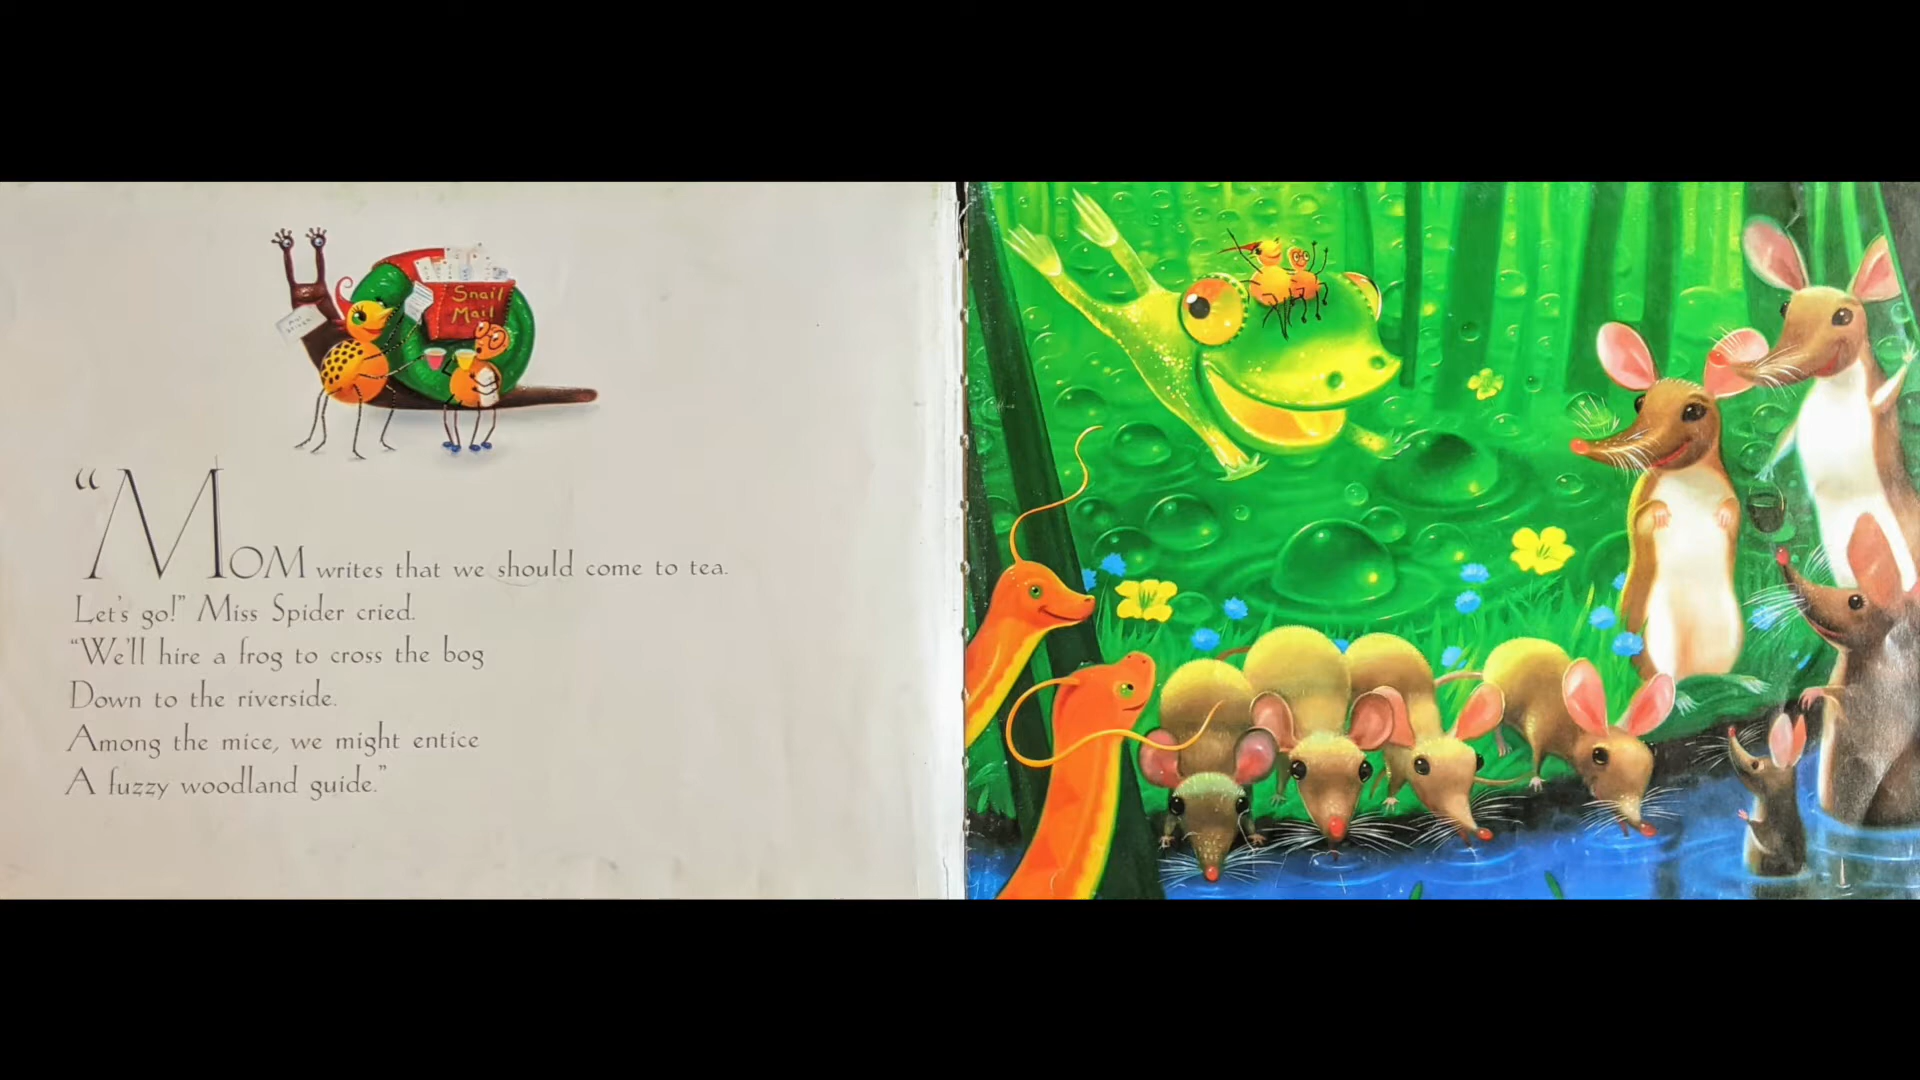 Snail
Mail
“MOM writes that we should come to tea.
Let's go!” Miss Spider cried.
“We'll hire a frog to cross the bog
Down to the riverside.
Among the mice, we might entice
A fuzzy woodland guide.”